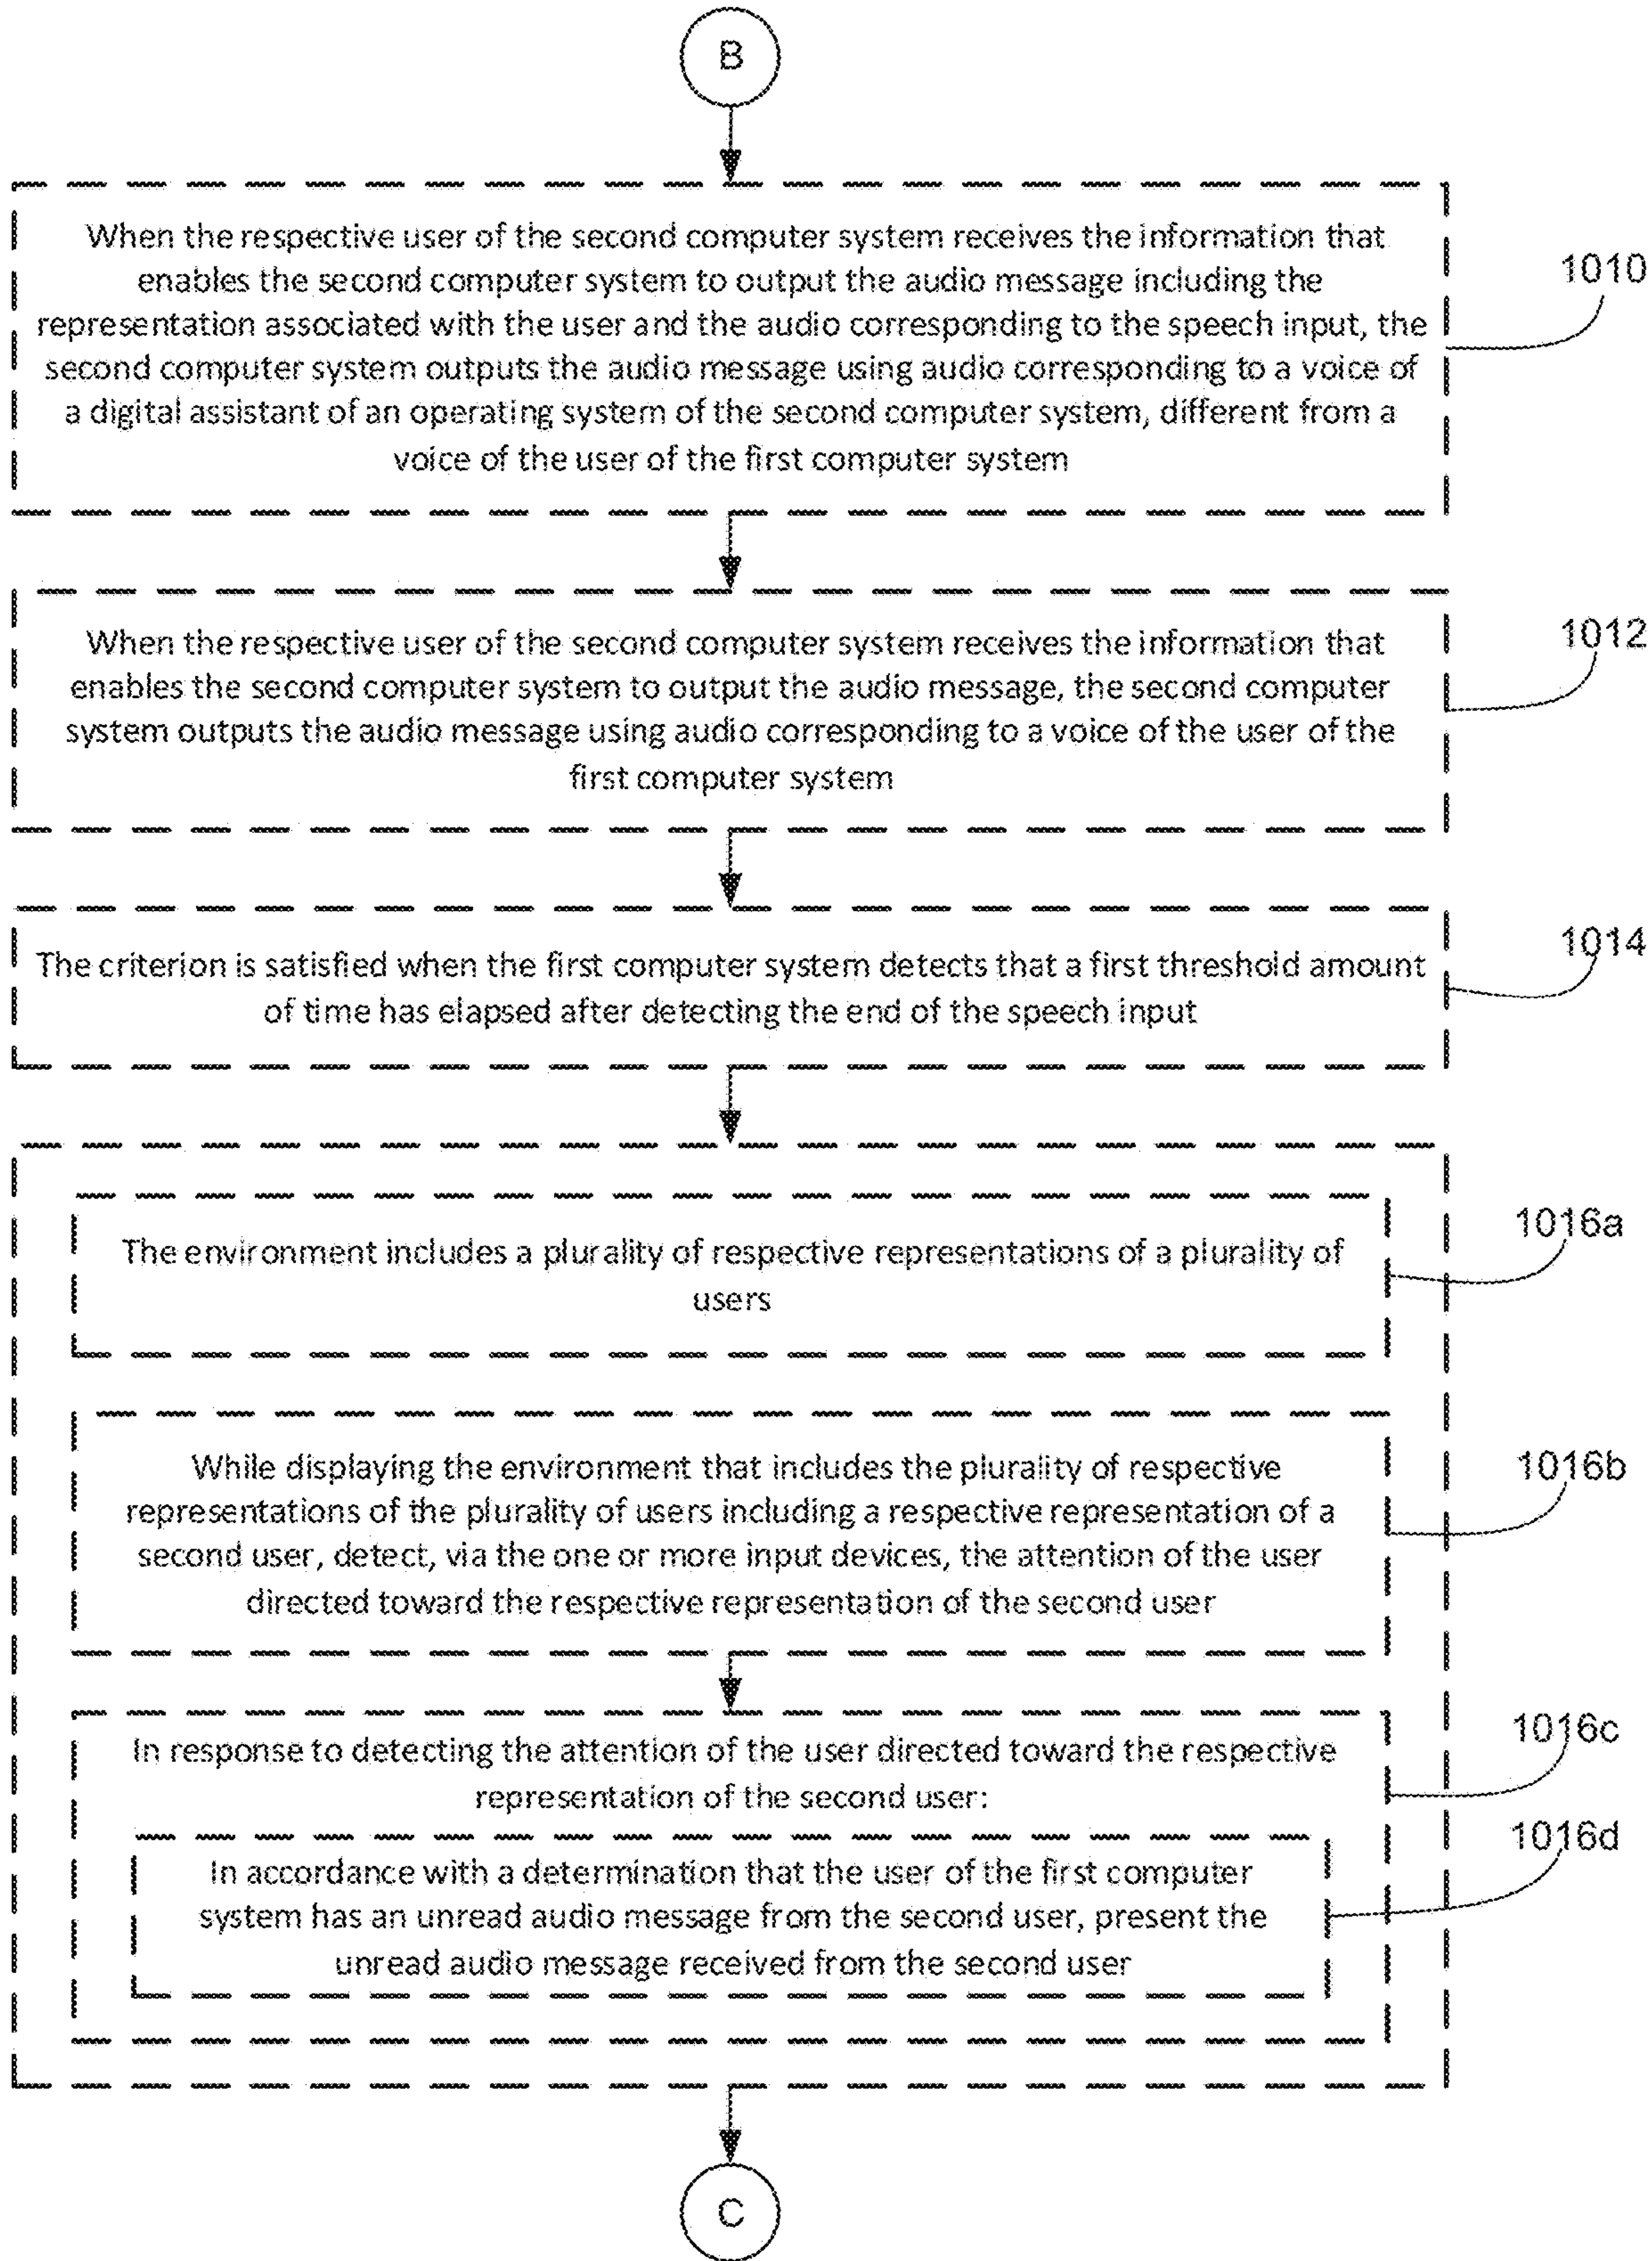 B
When the respective user of the second computer system receives the information that
enables the second computer system to output the audio message including the
representation associated with the user and the audio corresponding to the speech input, the
second computer system outputs the audio message using audio corresponding to a voice of
a digital assistant of an operating system of the second computer system, different from a
voice of the user of the first computer system
1010
When the respective user of the second computer system receives the information that
enables the second computer system to output the audio message, the second computer
system outputs the audio message using audio corresponding to a voice of the user of the
first computer system
1012
The criterion is satisfied when the first computer system detects that a first threshold amount
of time has elapsed after detecting the end of the speech input
1014
The environment includes a plurality of respective representations of a plurality of
users
1016a
While displaying the environment that includes the plurality of respective
representations of the plurality of users including a respective representation of a
second user, detect, via the one or more input devices, the attention of the user
directed toward the respective representation of the second user
1016b
In response to detecting the attention of the user directed toward the respective
representation of the second user:
1016c
In accordance with a determination that the user of the first computer
system has an unread audio message from the second user, present the
unread audio message received from the second user
1016d
C